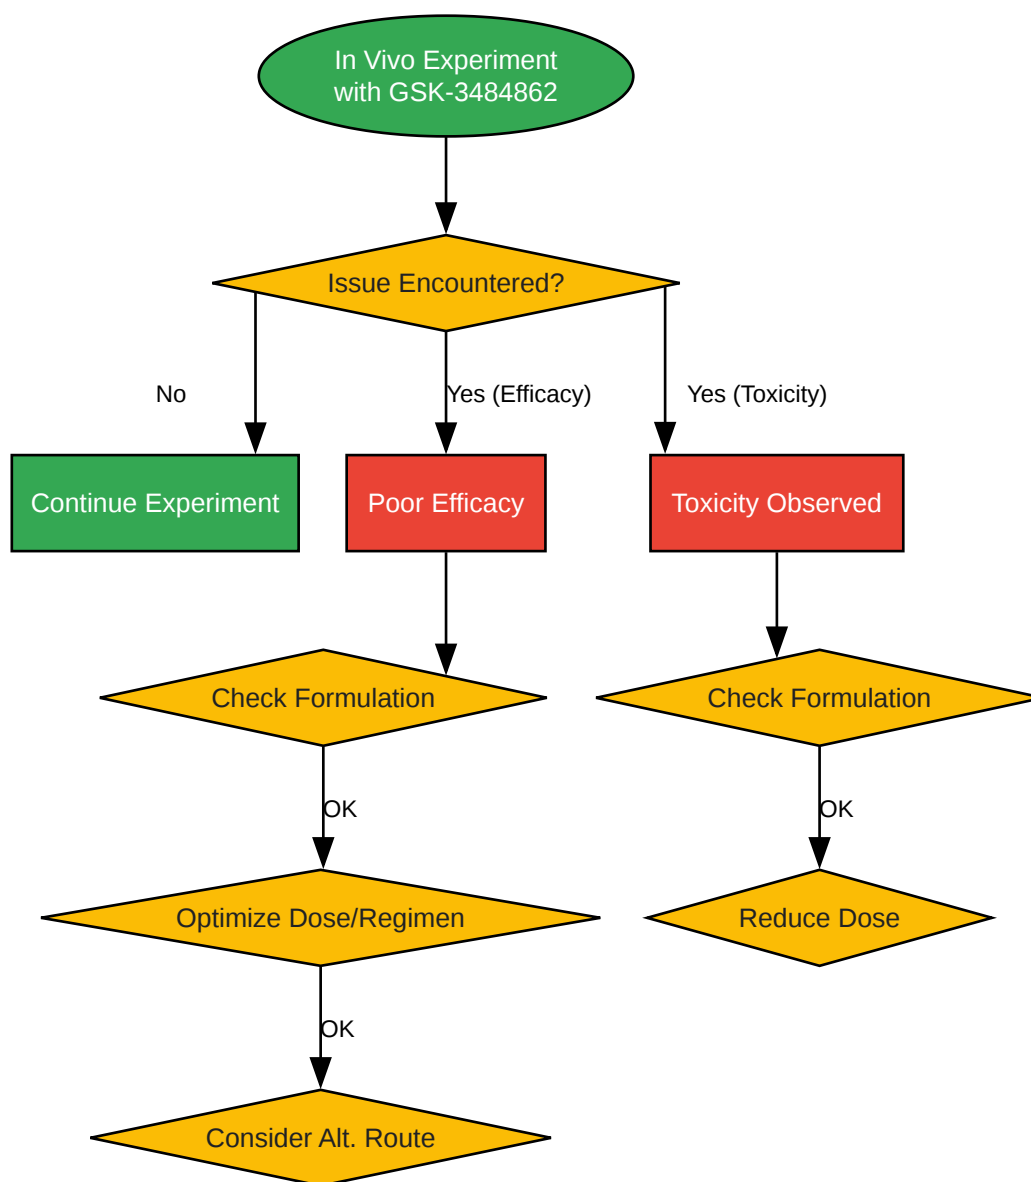 In Vivo Experiment
with GSK-3484862
Issue Encountered?
No
Yes (Efficacy)
Yes (Toxicity)
Continue Experiment
Poor Efficacy
Toxicity Observed
Check Formulation
Check Formulation
OK
OK
Optimize Dose/Regimen
Reduce Dose
OK
Consider Alt. Route